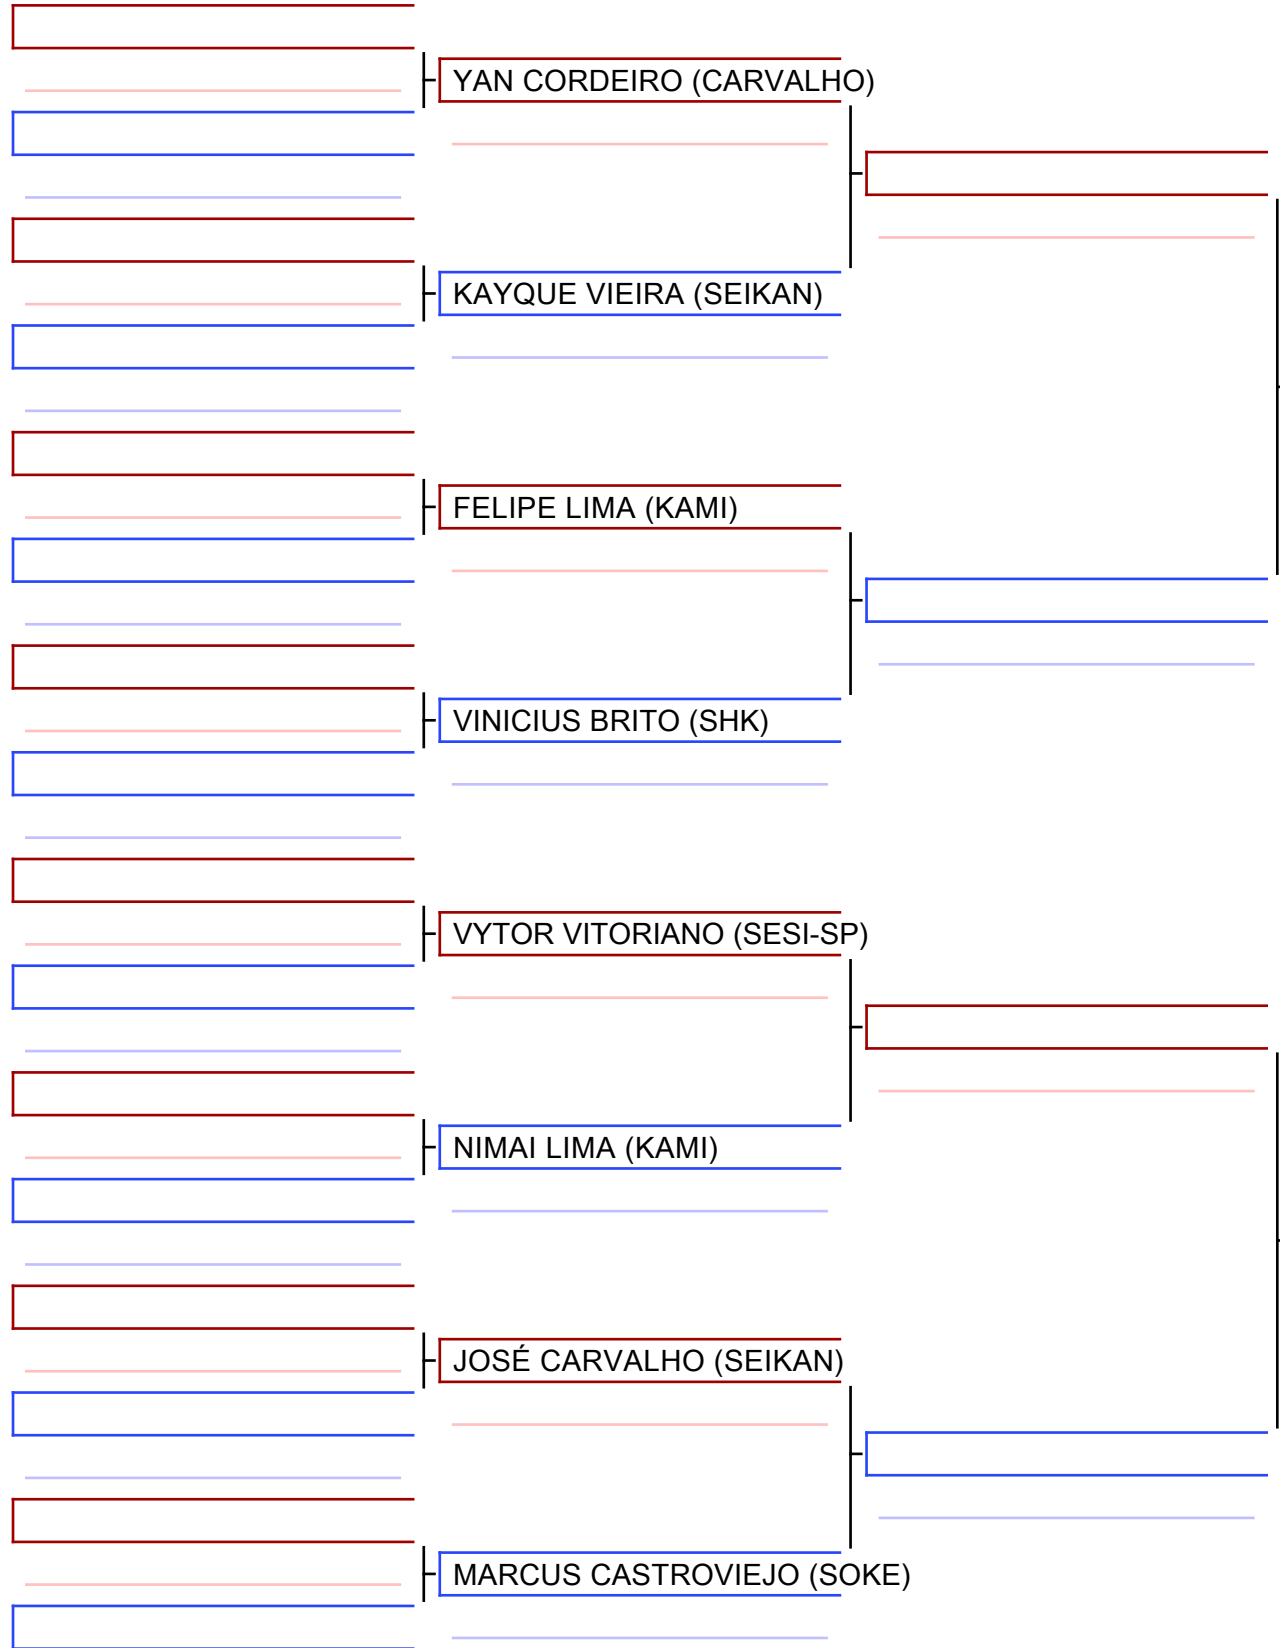 YAN CORDEIRO (CARVALHO)
KAYQUE VIEIRA (SEIKAN)
FELIPE LIMA (KAMI)
VINICIUS BRITO (SHK)
VYTOR VITORIANO (SESI-SP)
NIMAI LIMA (KAMI)
JOSÉ CARVALHO (SEIKAN)
MARCUS CASTROVIEJO (SOKE)